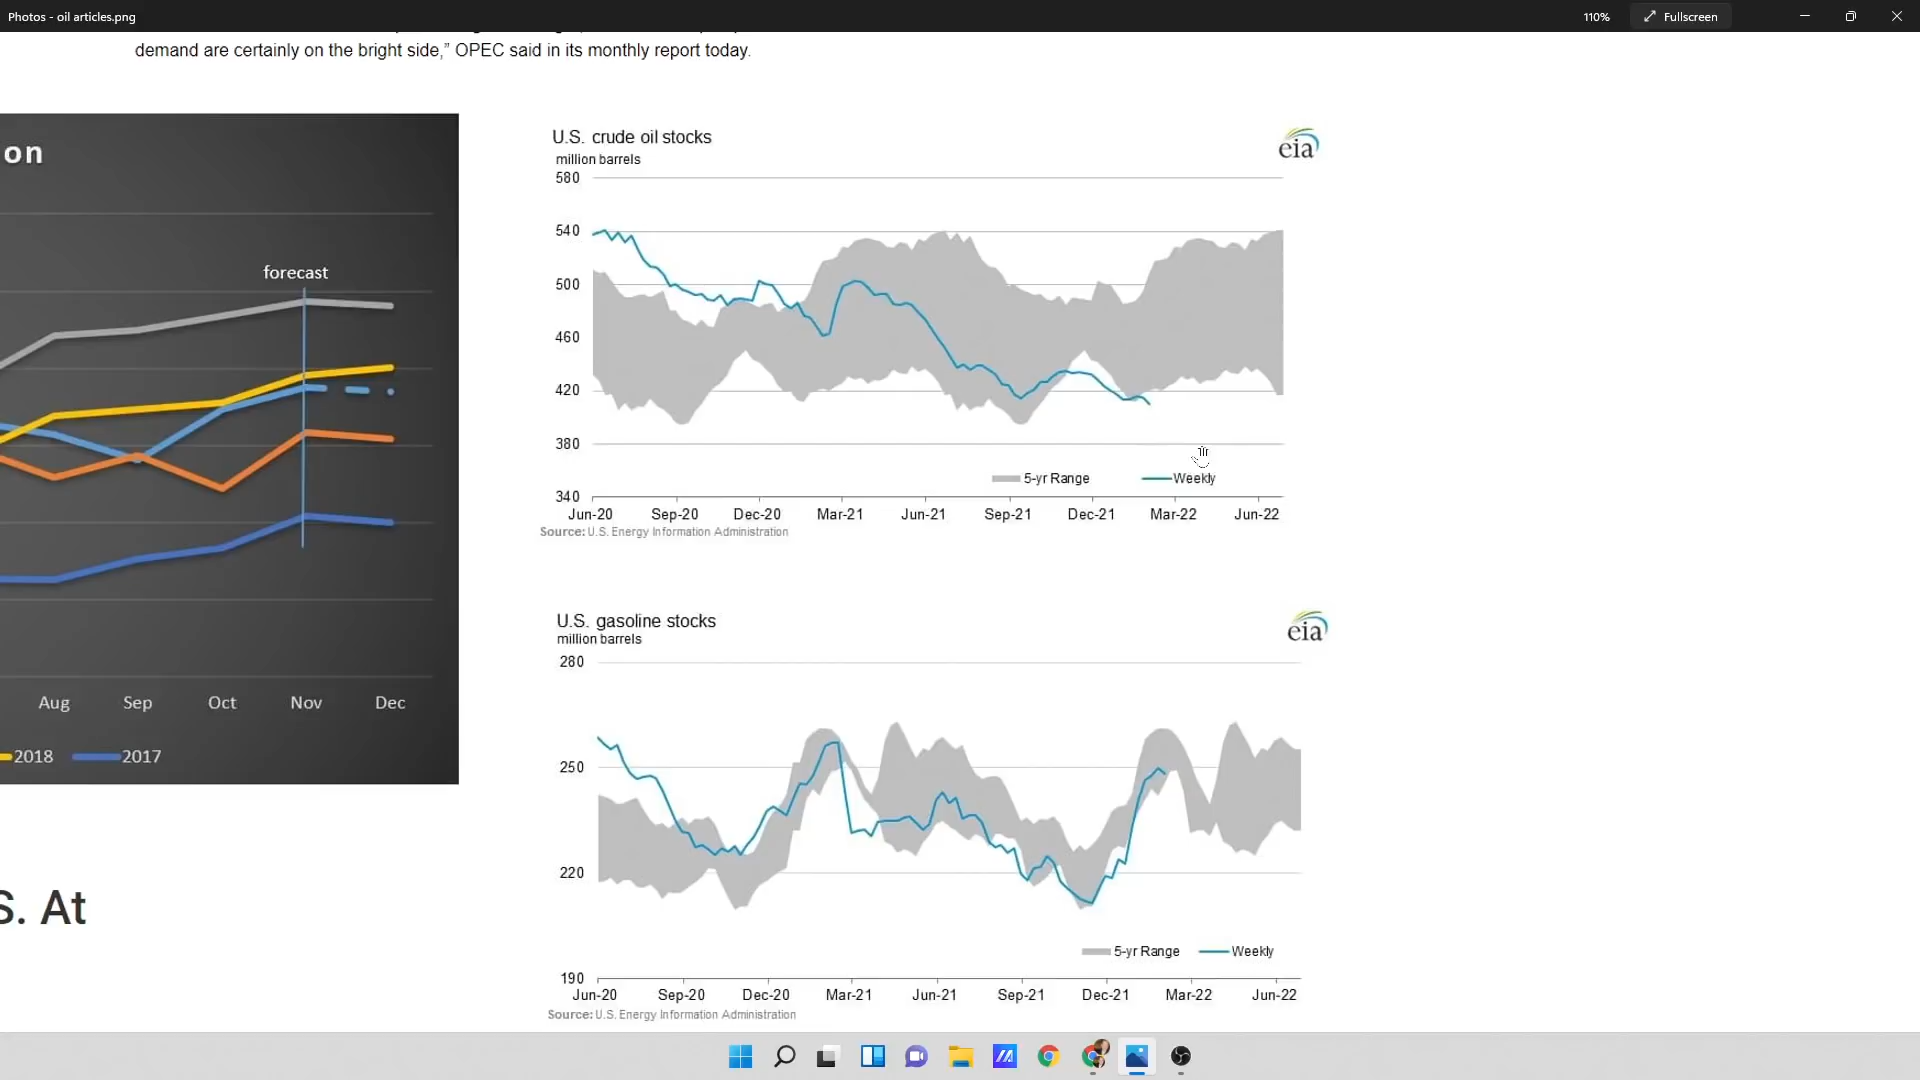 Photos - oil articles.png
110%
Fullscreen
demand are certainly on the bright side,” OPEC said in its monthly report today.
on
forecast
Aug Sep Oct Nov Dec
2018 2017
S. At
U.S. crude oil stocks
million barrels
eia
580
540
500
460
420
380
340
5-yr Range Weekly
Jun-20 Sep-20 Dec-20 Mar-21 Jun-21 Sep-21 Dec-21 Mar-22 Jun-22
Source: U.S. Energy Information Administration
U.S. gasoline stocks
million barrels
eia
280
250
220
190
5-yr Range Weekly
Jun-20 Sep-20 Dec-20 Mar-21 Jun-21 Sep-21 Dec-21 Mar-22 Jun-22
Source: U.S. Energy Information Administration